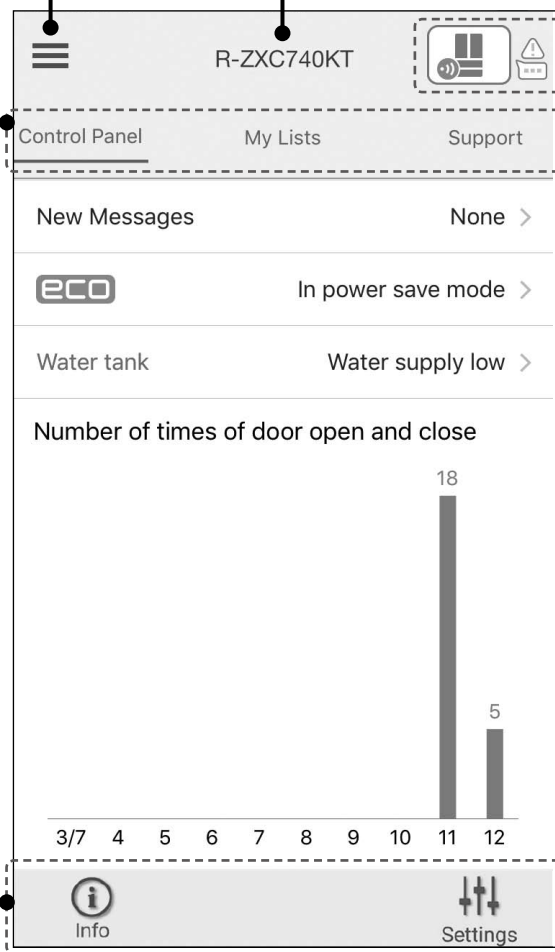 R-ZXC740KT
Control Panel My Lists Support
New Messages None
eco In power save mode
Water tank Water supply low
Number of times of door open and close
18
5
3/7 4 5 6 7 8 9 10 11 12
Info Settings